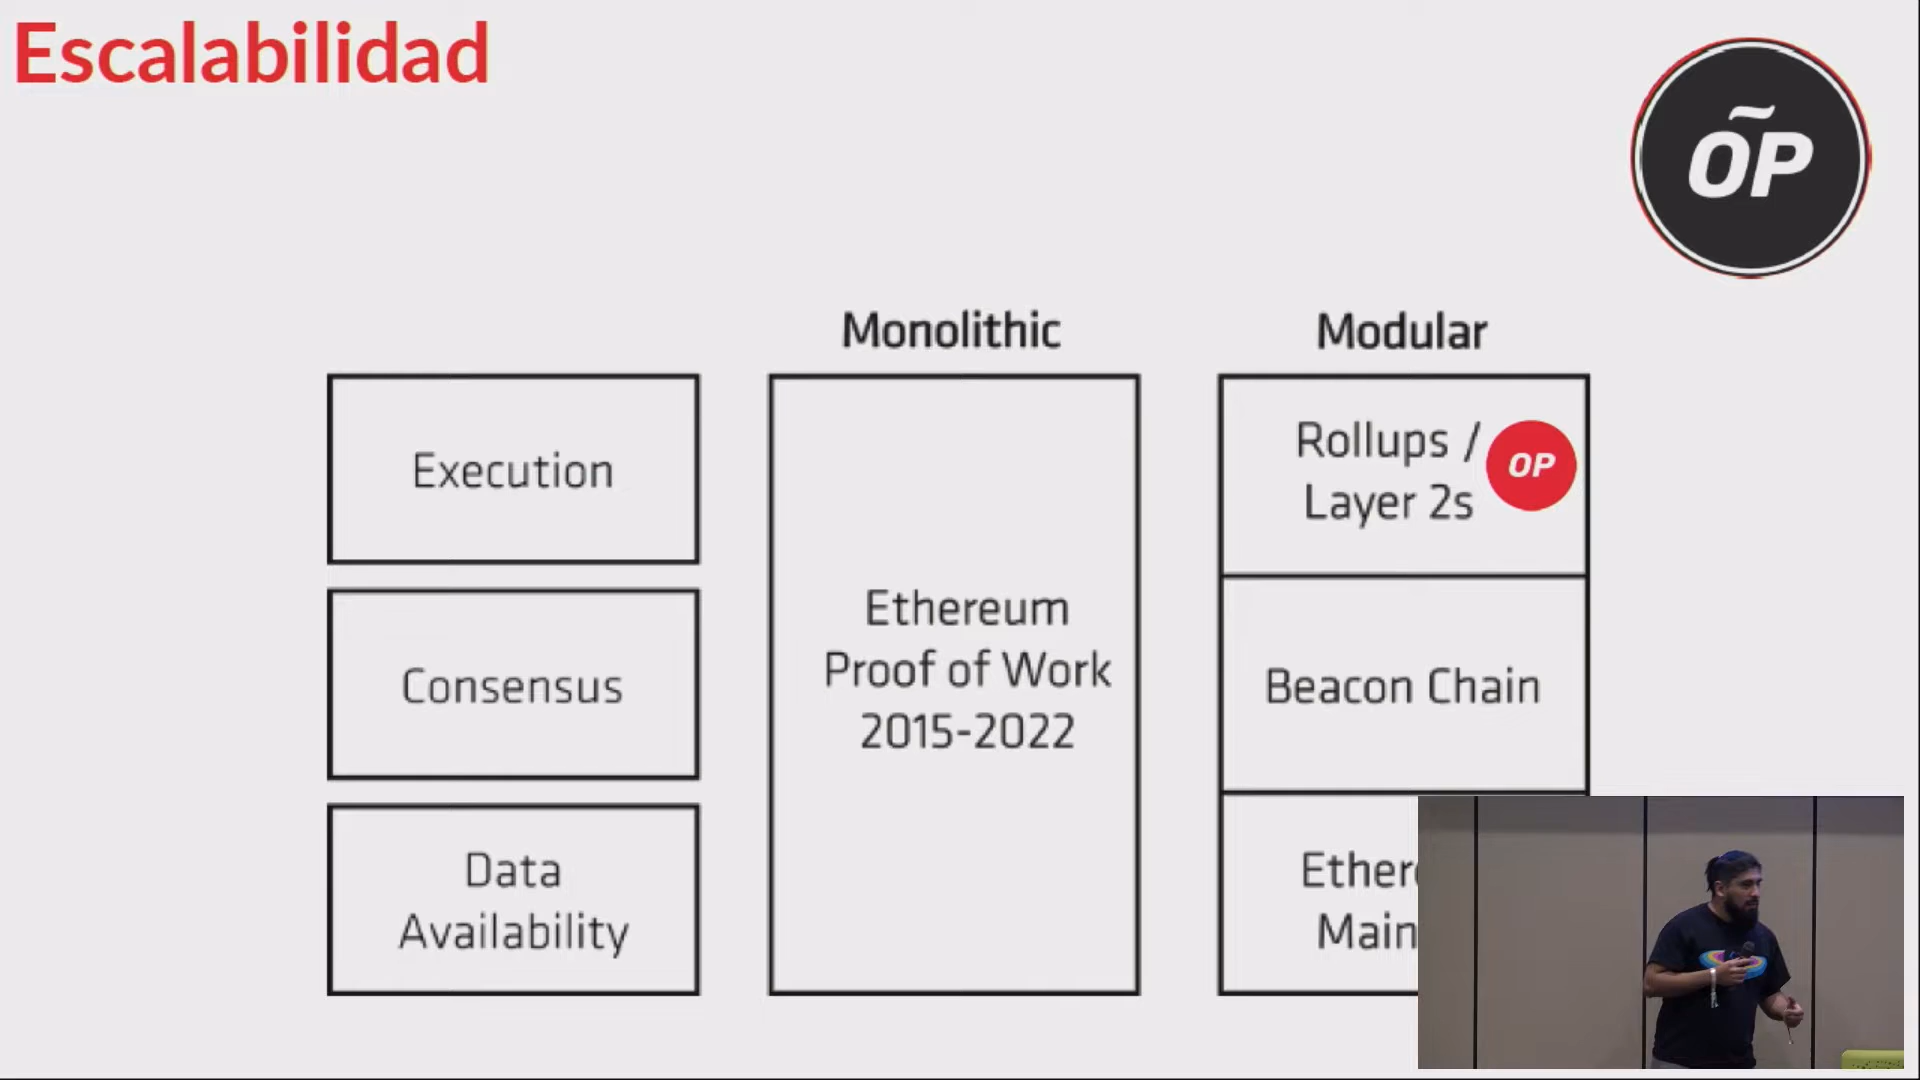 Escalabilidad
ÕP
Monolithic
Modular
Execution
Consensus
Data
Availability
Ethereum
Proof of Work
2015-2022
Rollups /
Layer 2s
OP
Beacon Chain